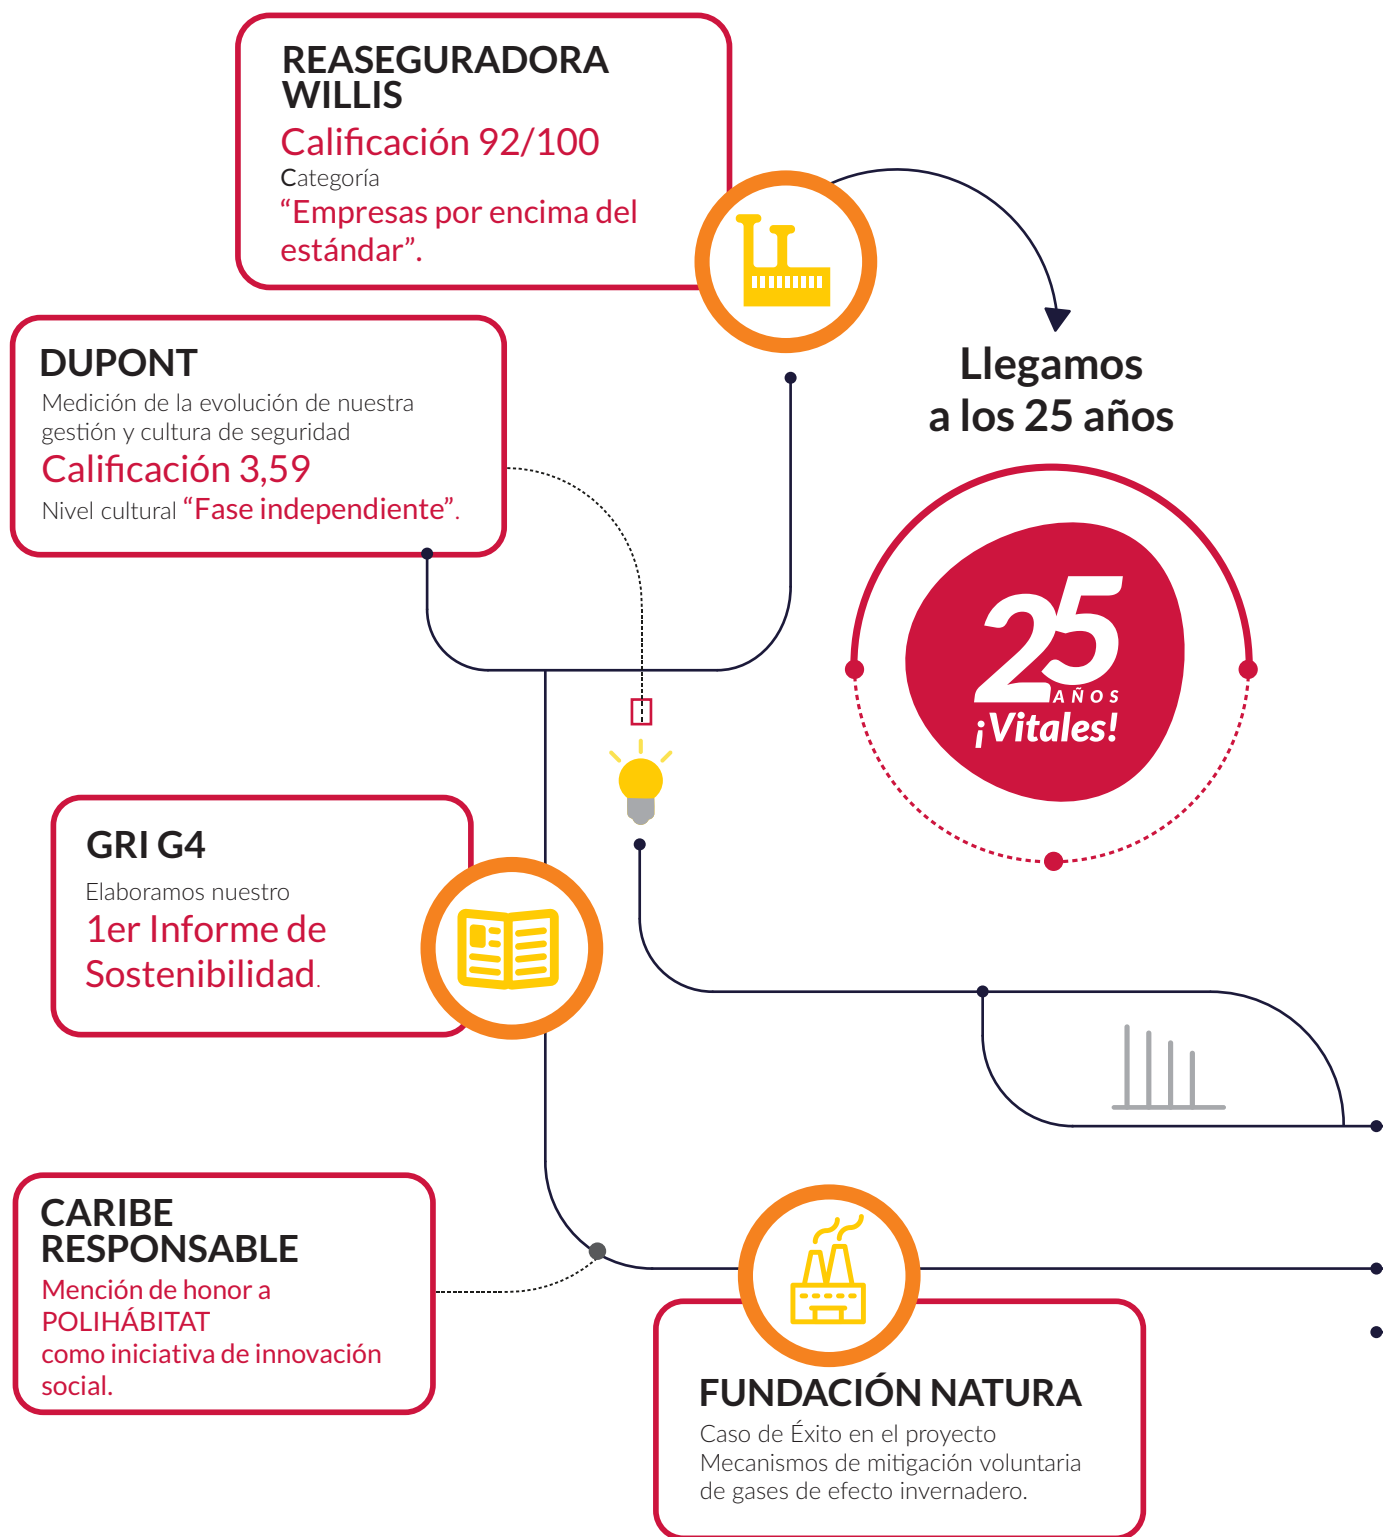 REASEGURADORA
WILLIS
Calificación 92/100
Categoría
“Empresas por encima del
estándar”.
DUPONT
Medición de la evolución de nuestra
gestión y cultura de seguridad
Calificación 3,59
Nivel cultural “Fase independiente”.
Llegamos
a los 25 años
25
AÑOS
¡Vitales!
GRI G4
Elaboramos nuestro
1er Informe de
Sostenibilidad.
CARIBE
RESPONSABLE
Mención de honor a
POLIHÁBITAT
como iniciativa de innovación
social.
FUNDACIÓN NATURA
Caso de Éxito en el proyecto
Mecanismos de mitigación voluntaria
de gases de efecto invernadero.